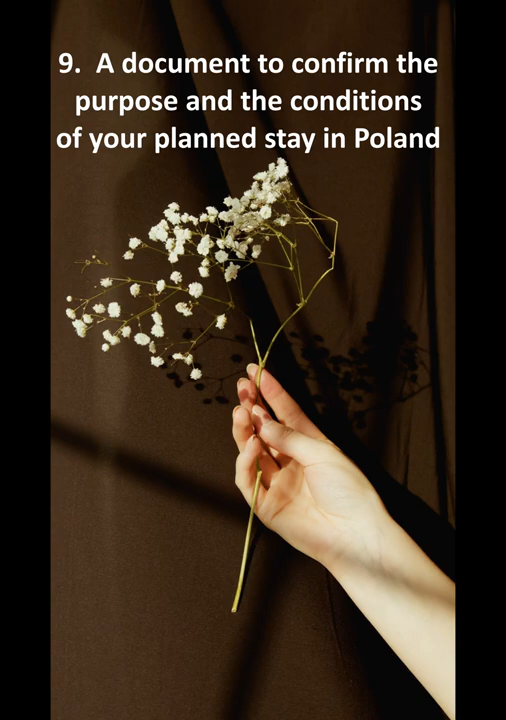 9.  A document to confirm the
purpose and the conditions
of your planned stay in Poland